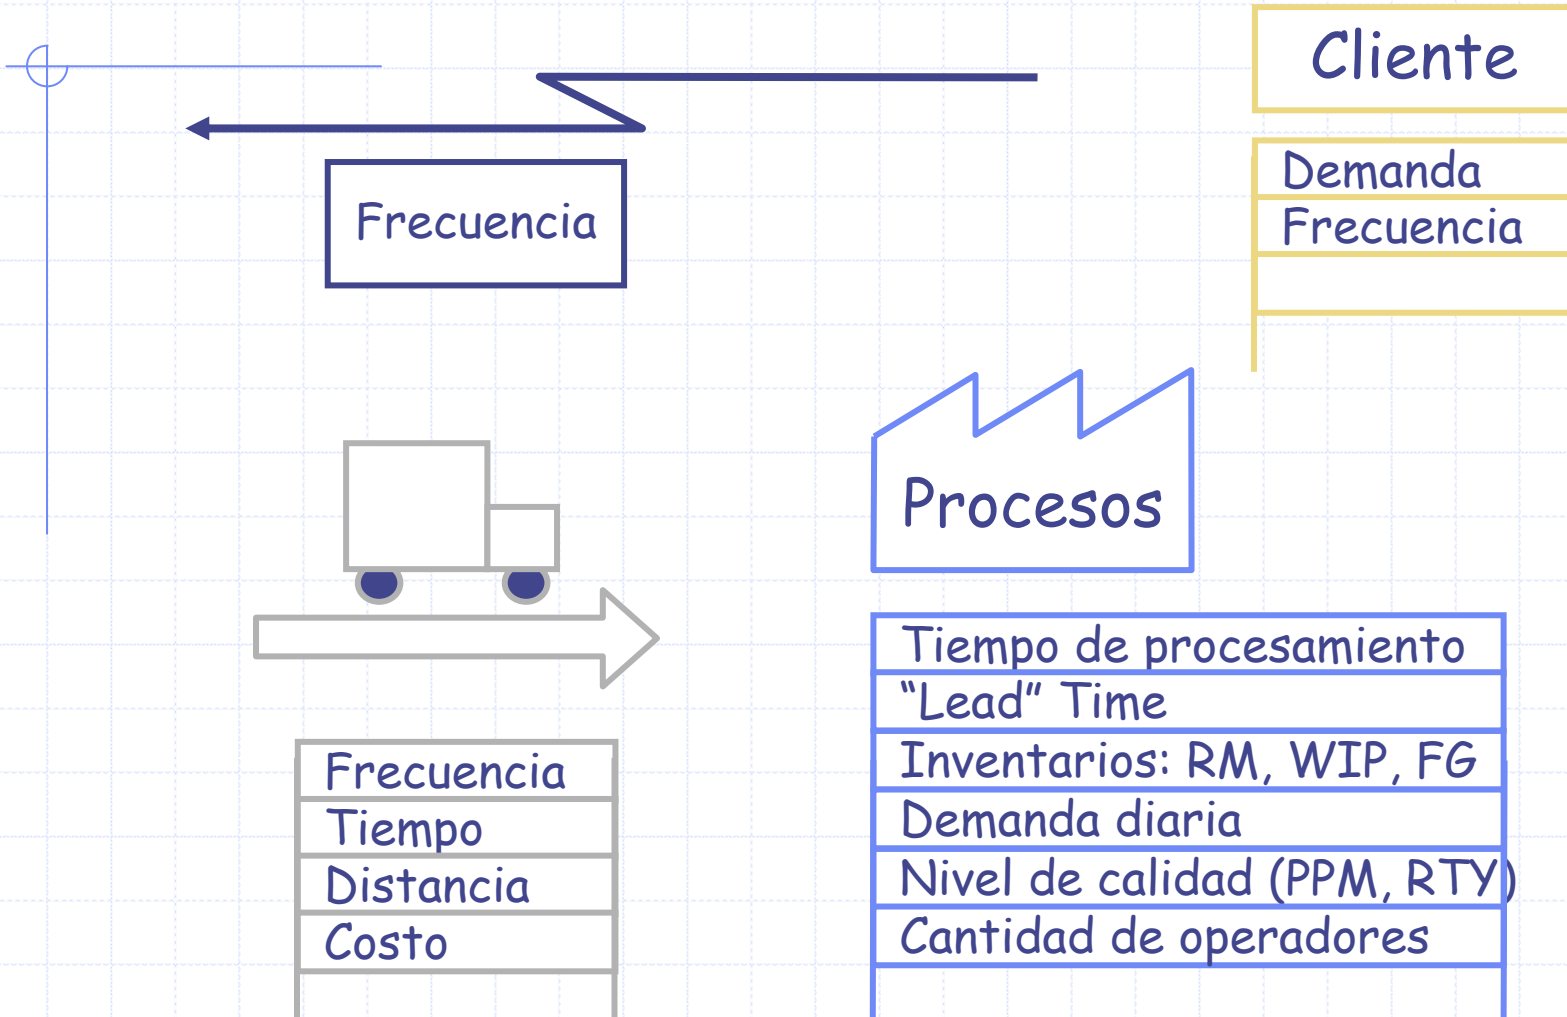 Cliente
Demanda
Frecuencia
Frecuencia
Procesos
Tiempo de procesamiento
“Lead” Time
Inventarios: RM, WIP, FG
Demanda diaria
Nivel de calidad (PPM, RTY)
Cantidad de operadores
Frecuencia
Tiempo
Distancia
Costo